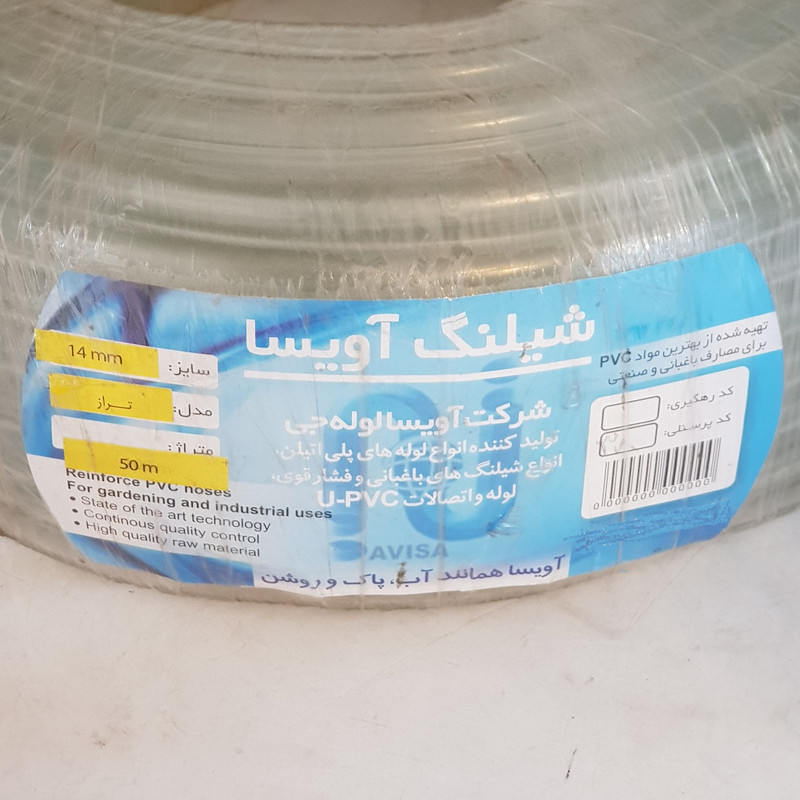 شیلنگ آویسا
شرکت آویسا لوله جی
تولید کننده انواع لوله های پلی اتیلن،
انواع شیلنگ های باغبانی و فشار قوی،
لوله و اتصالات U-PVC
AVISA
آویسا همانند آب، پاک و روشن
تهیه شده از بهترین مواد PVC
برای مصارف باغبانی و صنعتی
کد رهگیری:
کد پرسنلی:
0 000000 000000
سایز: 14 mm
مدل: تراز
متراژ: 50 m
Reinforce PVC hoses
For gardening and industrial uses
• State of the art technology
• Continous quality control
• High quality raw material